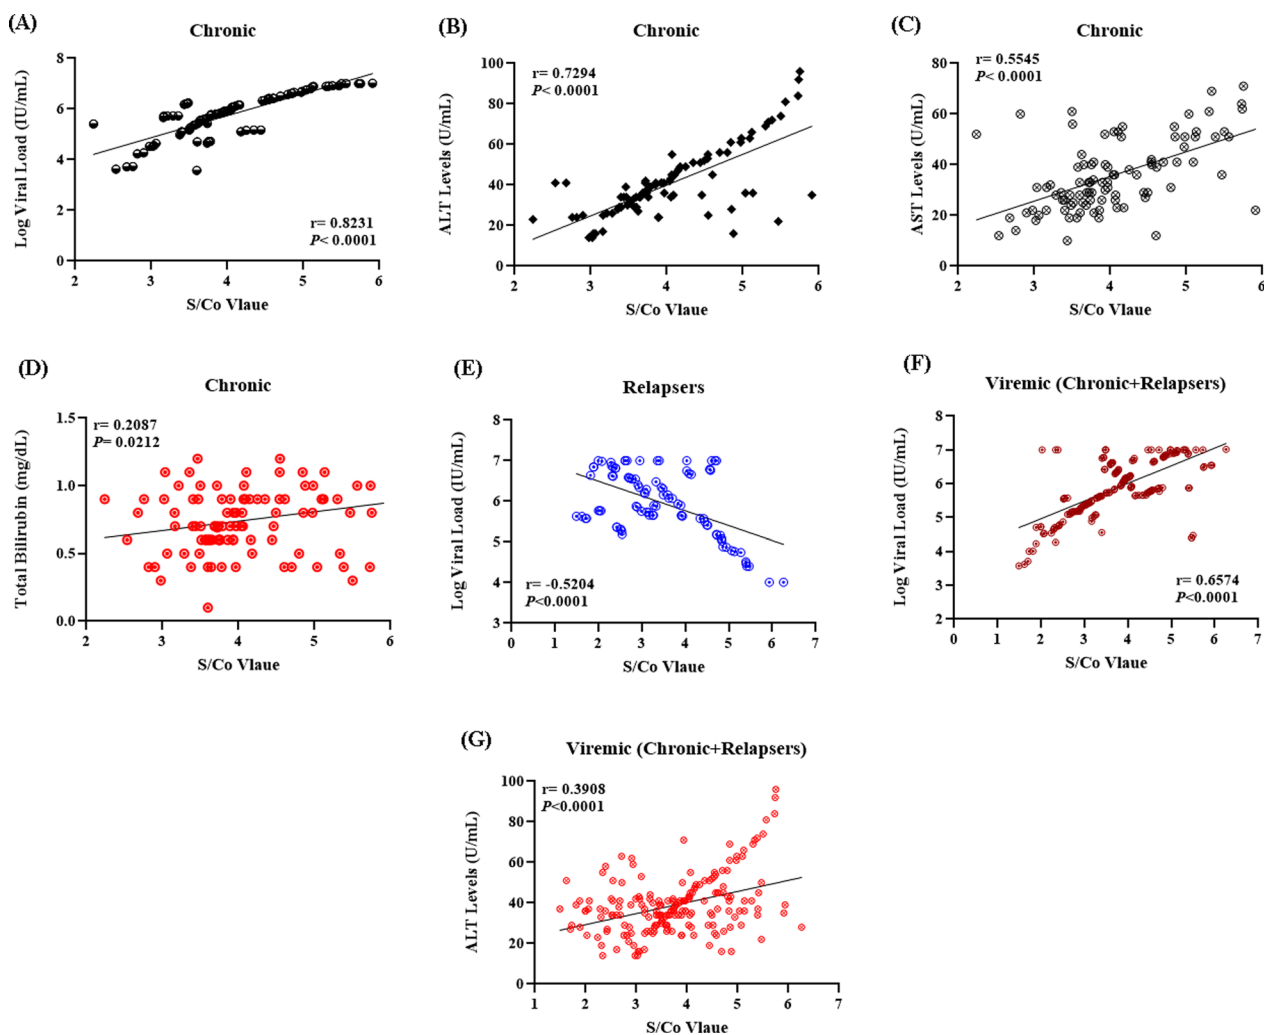 (A)
Chronic
Log Viral Load (IU/mL)
8
6
4
2
0
r= 0.8231
P< 0.0001
2 3 4 5 6
S/Co Vlaue
(B)
Chronic
ALT Levels (U/mL)
100
80
60
40
20
0
r= 0.7294
P< 0.0001
2 3 4 5 6
S/Co Vlaue
(C)
Chronic
AST Levels (U/mL)
80
60
40
20
0
r= 0.5545
P< 0.0001
2 3 4 5 6
S/Co Vlaue
(D)
Chronic
Total Bilirubin (mg/dL)
1.5
1.0
0.5
0.0
r= 0.2087
P= 0.0212
2 3 4 5 6
S/Co Vlaue
(E)
Relapsers
Log Viral Load (IU/mL)
8
7
6
5
4
3
r= -0.5204
P<0.0001
0 1 2 3 4 5 6 7
S/Co Vlaue
(F)
Viremic (Chronic+Relapsers)
Log Viral Load (IU/mL)
8
7
6
5
4
3
2
r= 0.6574
P<0.0001
0 1 2 3 4 5 6 7
S/Co Vlaue
(G)
Viremic (Chronic+Relapsers)
ALT Levels (U/mL)
100
80
60
40
20
0
r= 0.3908
P<0.0001
1 2 3 4 5 6 7
S/Co Vlaue